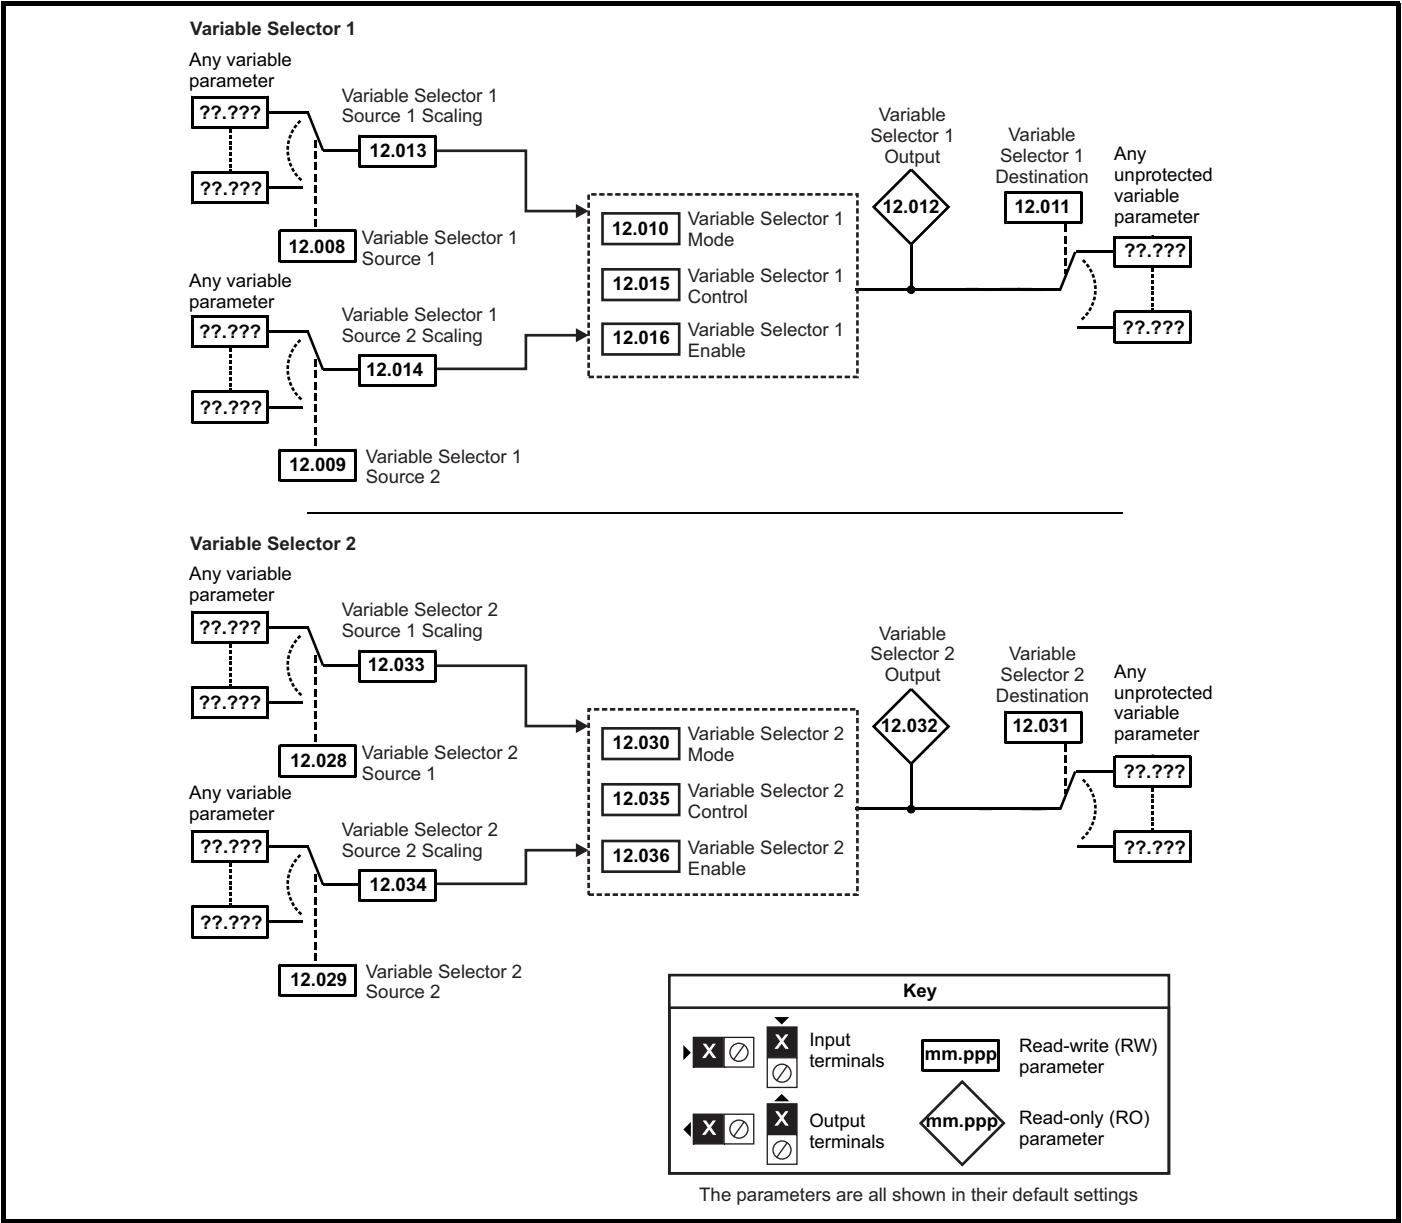 Variable Selector 1
Any variable
parameter
??.???
??.???
Variable Selector 1
Source 1 Scaling
12.013
12.008
Variable Selector 1
Source 1
Any variable
parameter
??.???
??.???
Variable Selector 1
Source 2 Scaling
12.014
12.009
Variable Selector 1
Source 2
12.010
Variable Selector 1
Mode
12.015
Variable Selector 1
Control
12.016
Variable Selector 1
Enable
Variable
Selector 1
Output
12.012
Variable
Selector 1
Destination
12.011
Any
unprotected
variable
parameter
??.???
??.???
Variable Selector 2
Any variable
parameter
??.???
??.???
Variable Selector 2
Source 1 Scaling
12.033
12.028
Variable Selector 2
Source 1
Any variable
parameter
??.???
??.???
Variable Selector 2
Source 2 Scaling
12.034
12.029
Variable Selector 2
Source 2
12.030
Variable Selector 2
Mode
12.035
Variable Selector 2
Control
12.036
Variable Selector 2
Enable
Variable
Selector 2
Output
12.032
Variable
Selector 2
Destination
12.031
Any
unprotected
variable
parameter
??.???
??.???
Key
X
X
Input
terminals
mm.ppp
Read-write (RW)
parameter
X
X
Output
terminals
mm.ppp
Read-only (RO)
parameter
The parameters are all shown in their default settings